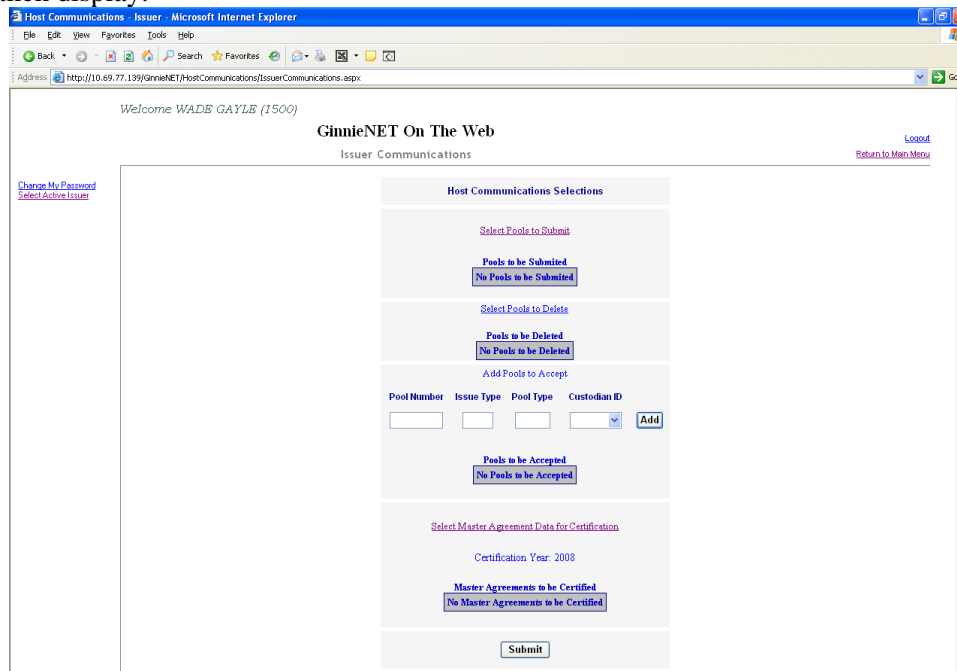 then display:
Host Communications - Issuer - Microsoft Internet Explorer
File Edit View Favorites Tools Help
Back Search Favorites
Address http://10.69.77.139/GinnieNET/HostCommunications/IssuerCommunications.aspx Go
Welcome WADE GAYLE (1500)
GinnieNET On The Web
Logout
Issuer Communications
Return to Main Menu
Change My Password
Select Active Issuer
Host Communications Selections
Select Pools to Submit
Pools to be Submited
No Pools to be Submited
Select Pools to Delete
Pools to be Deleted
No Pools to be Deleted
Add Pools to Accept
Pool Number Issue Type Pool Type Custodian ID
Add
Pools to be Accepted
No Pools to be Accepted
Select Master Agreement Data for Certification
Certification Year: 2008
Master Agreements to be Certified
No Master Agreements to be Certified
Submit